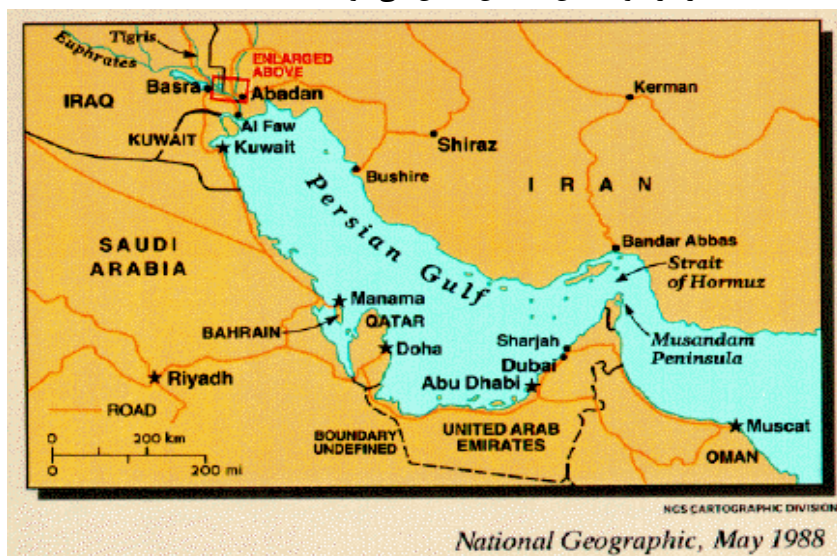 Tigris
Euphrates
ENLARGED
ABOVE
Basra
Abadan
Kerman
IRAQ
Al Faw
KUWAIT
Kuwait
Shiraz
Bushire
IRAN
Persian Gulf
Bandar Abbas
SAUDI
ARABIA
Strait
of Hormuz
Manama
BAHRAIN
QATAR
Doha
Sharjah
Dubai
Musandam
Peninsula
Riyadh
Abu Dhabi
ROAD
0 200 km
0 200 mi
BOUNDARY
UNDEFINED
UNITED ARAB
EMIRATES
Muscat
OMAN
NGS CARTOGRAPHIC DIVISION
National Geographic, May 1988